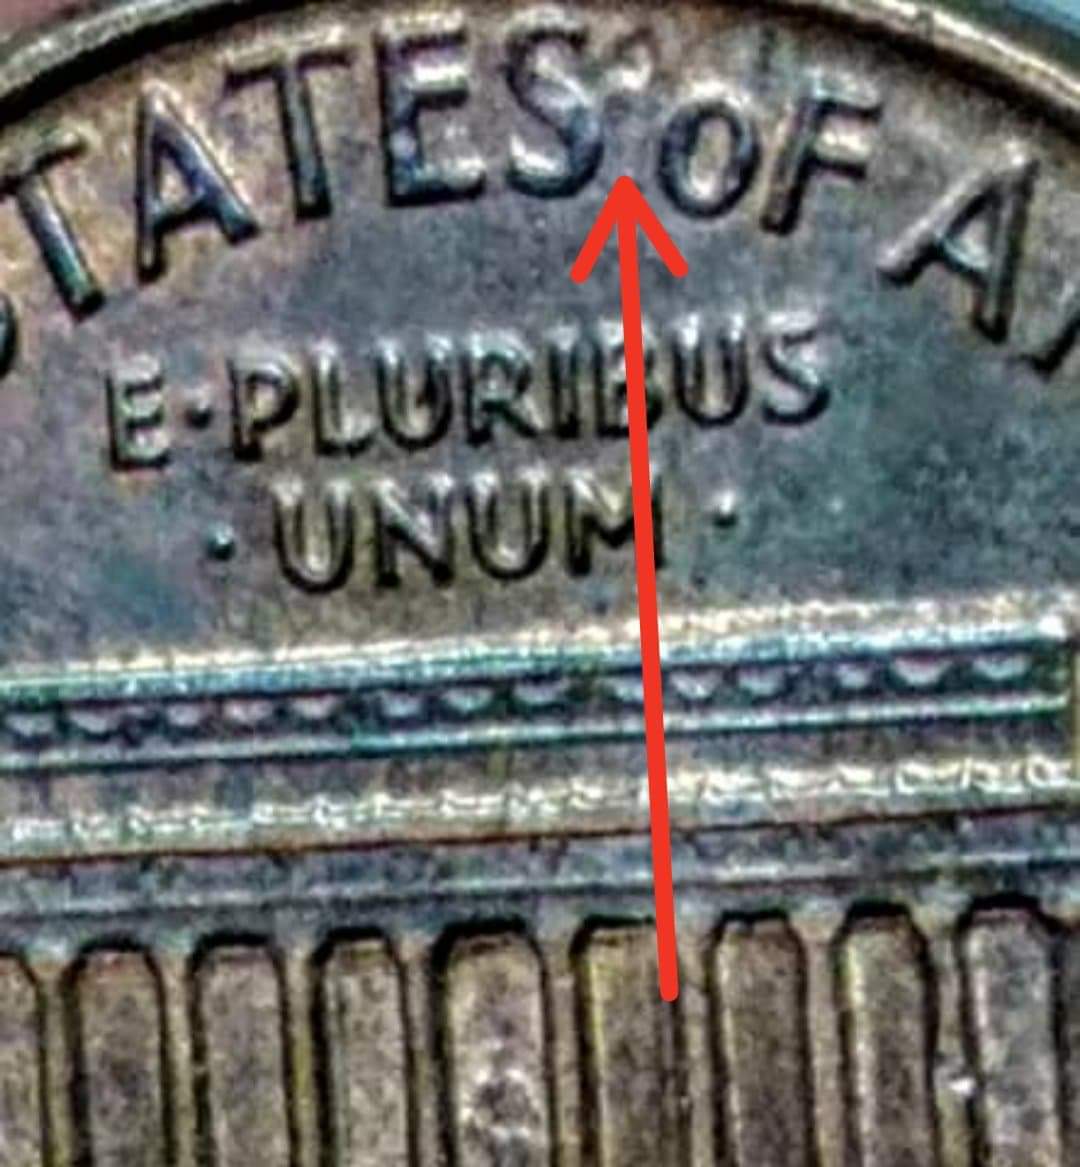 TATES OF A
E·PLURIBUS
·UNUM·